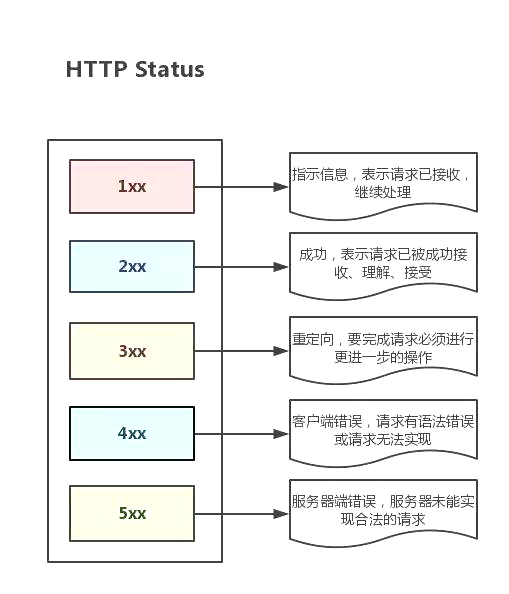 HTTP Status
1xx
指示信息，表示请求已接收，
继续处理
2xx
成功，表示请求已被成功接
收、理解、接受
3xx
重定向，要完成请求必须进行
更进一步的操作
4xx
客户端错误，请求有语法错误
或请求无法实现
5xx
服务器端错误，服务器未能实
现合法的请求